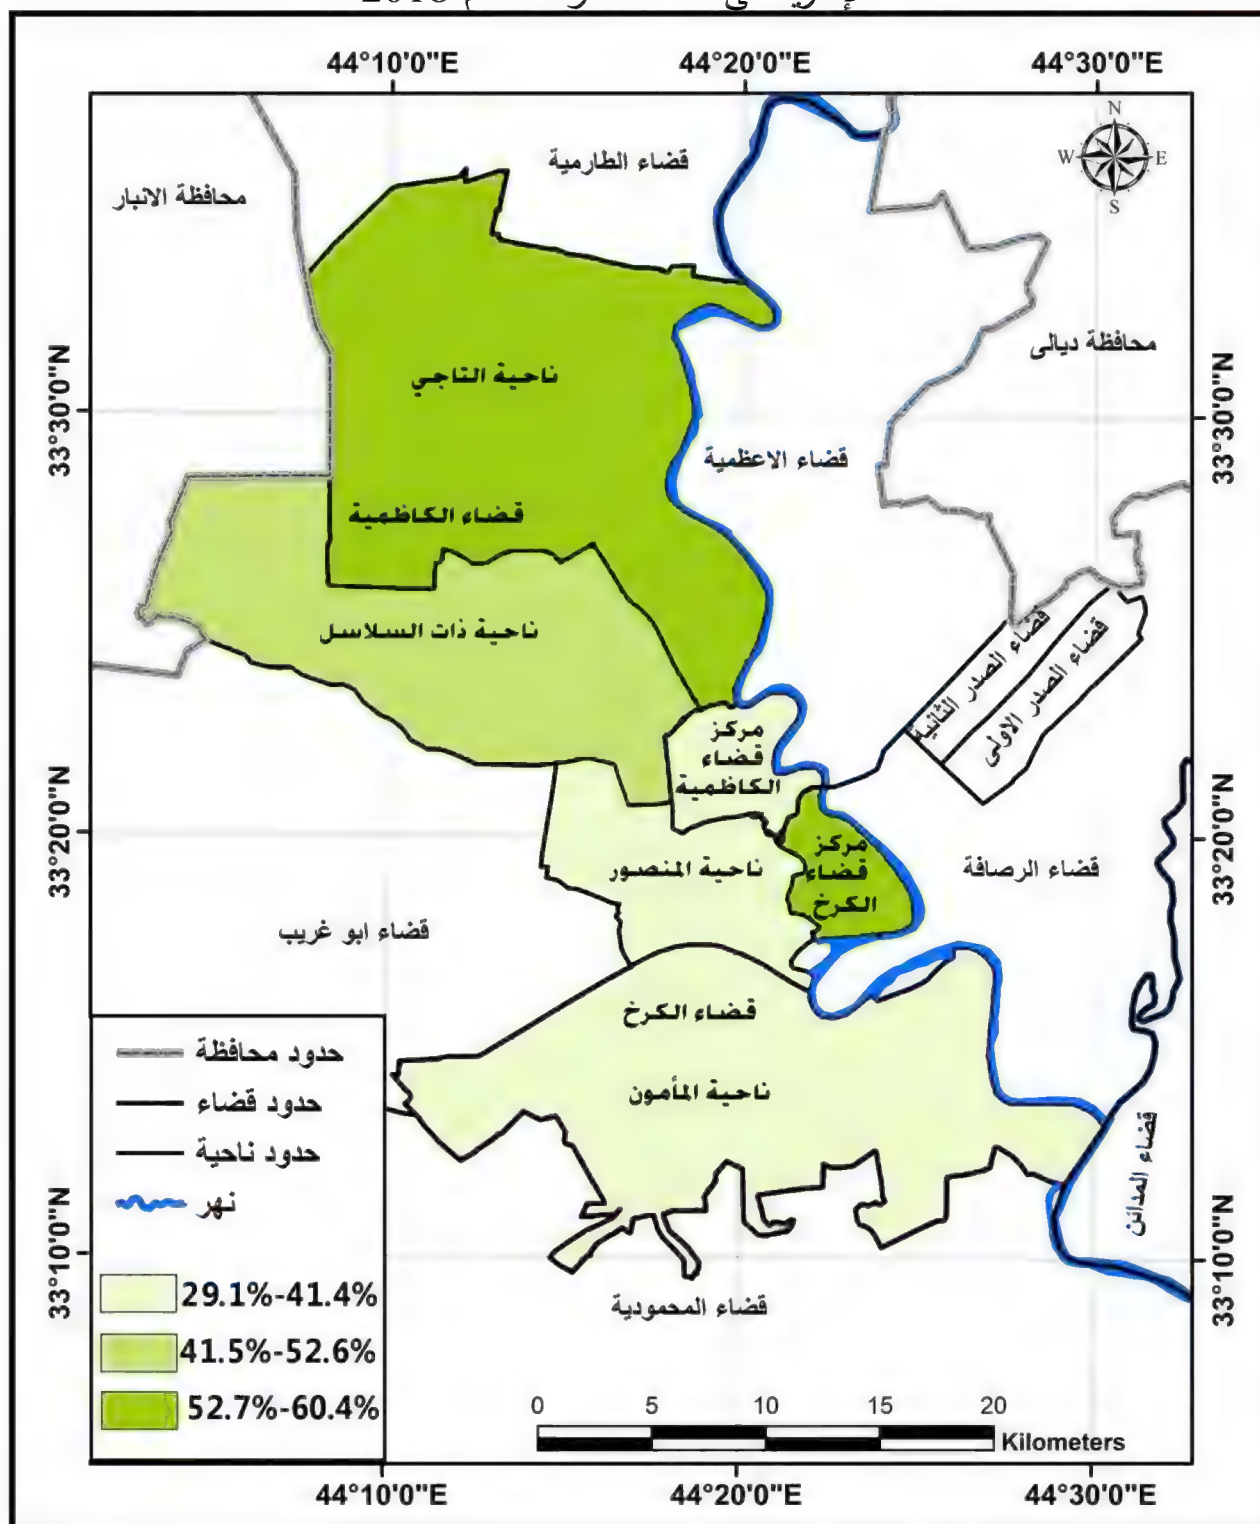 2018
44°10'0"E 44°20'0"E 44°30'0"E
N
W E
S
قضاء الطارمية
محافظة الانبار
محافظة ديالى
ناحية التاجي
33°30'0"N 33°30'0"N
قضاء الاعظمية
قضاء الكاظمية
ناحية ذات السلاسل
قضاء الصدر الثانية
قضاء الصدر الاولى
مركز
قضاء
الكاظمية
33°20'0"N 33°20'0"N
مركز
قضاء
الكرخ
ناحية المنصور
قضاء الرصافة
قضاء ابو غريب
قضاء الكرخ
ناحية المأمون
قضاء المدائن
حدود محافظة
حدود قضاء
حدود ناحية
نهر
33°10'0"N 33°10'0"N
29.1%-41.4%
41.5%-52.6%
52.7%-60.4%
قضاء المحمودية
0 5 10 15 20
Kilometers
44°10'0"E 44°20'0"E 44°30'0"E